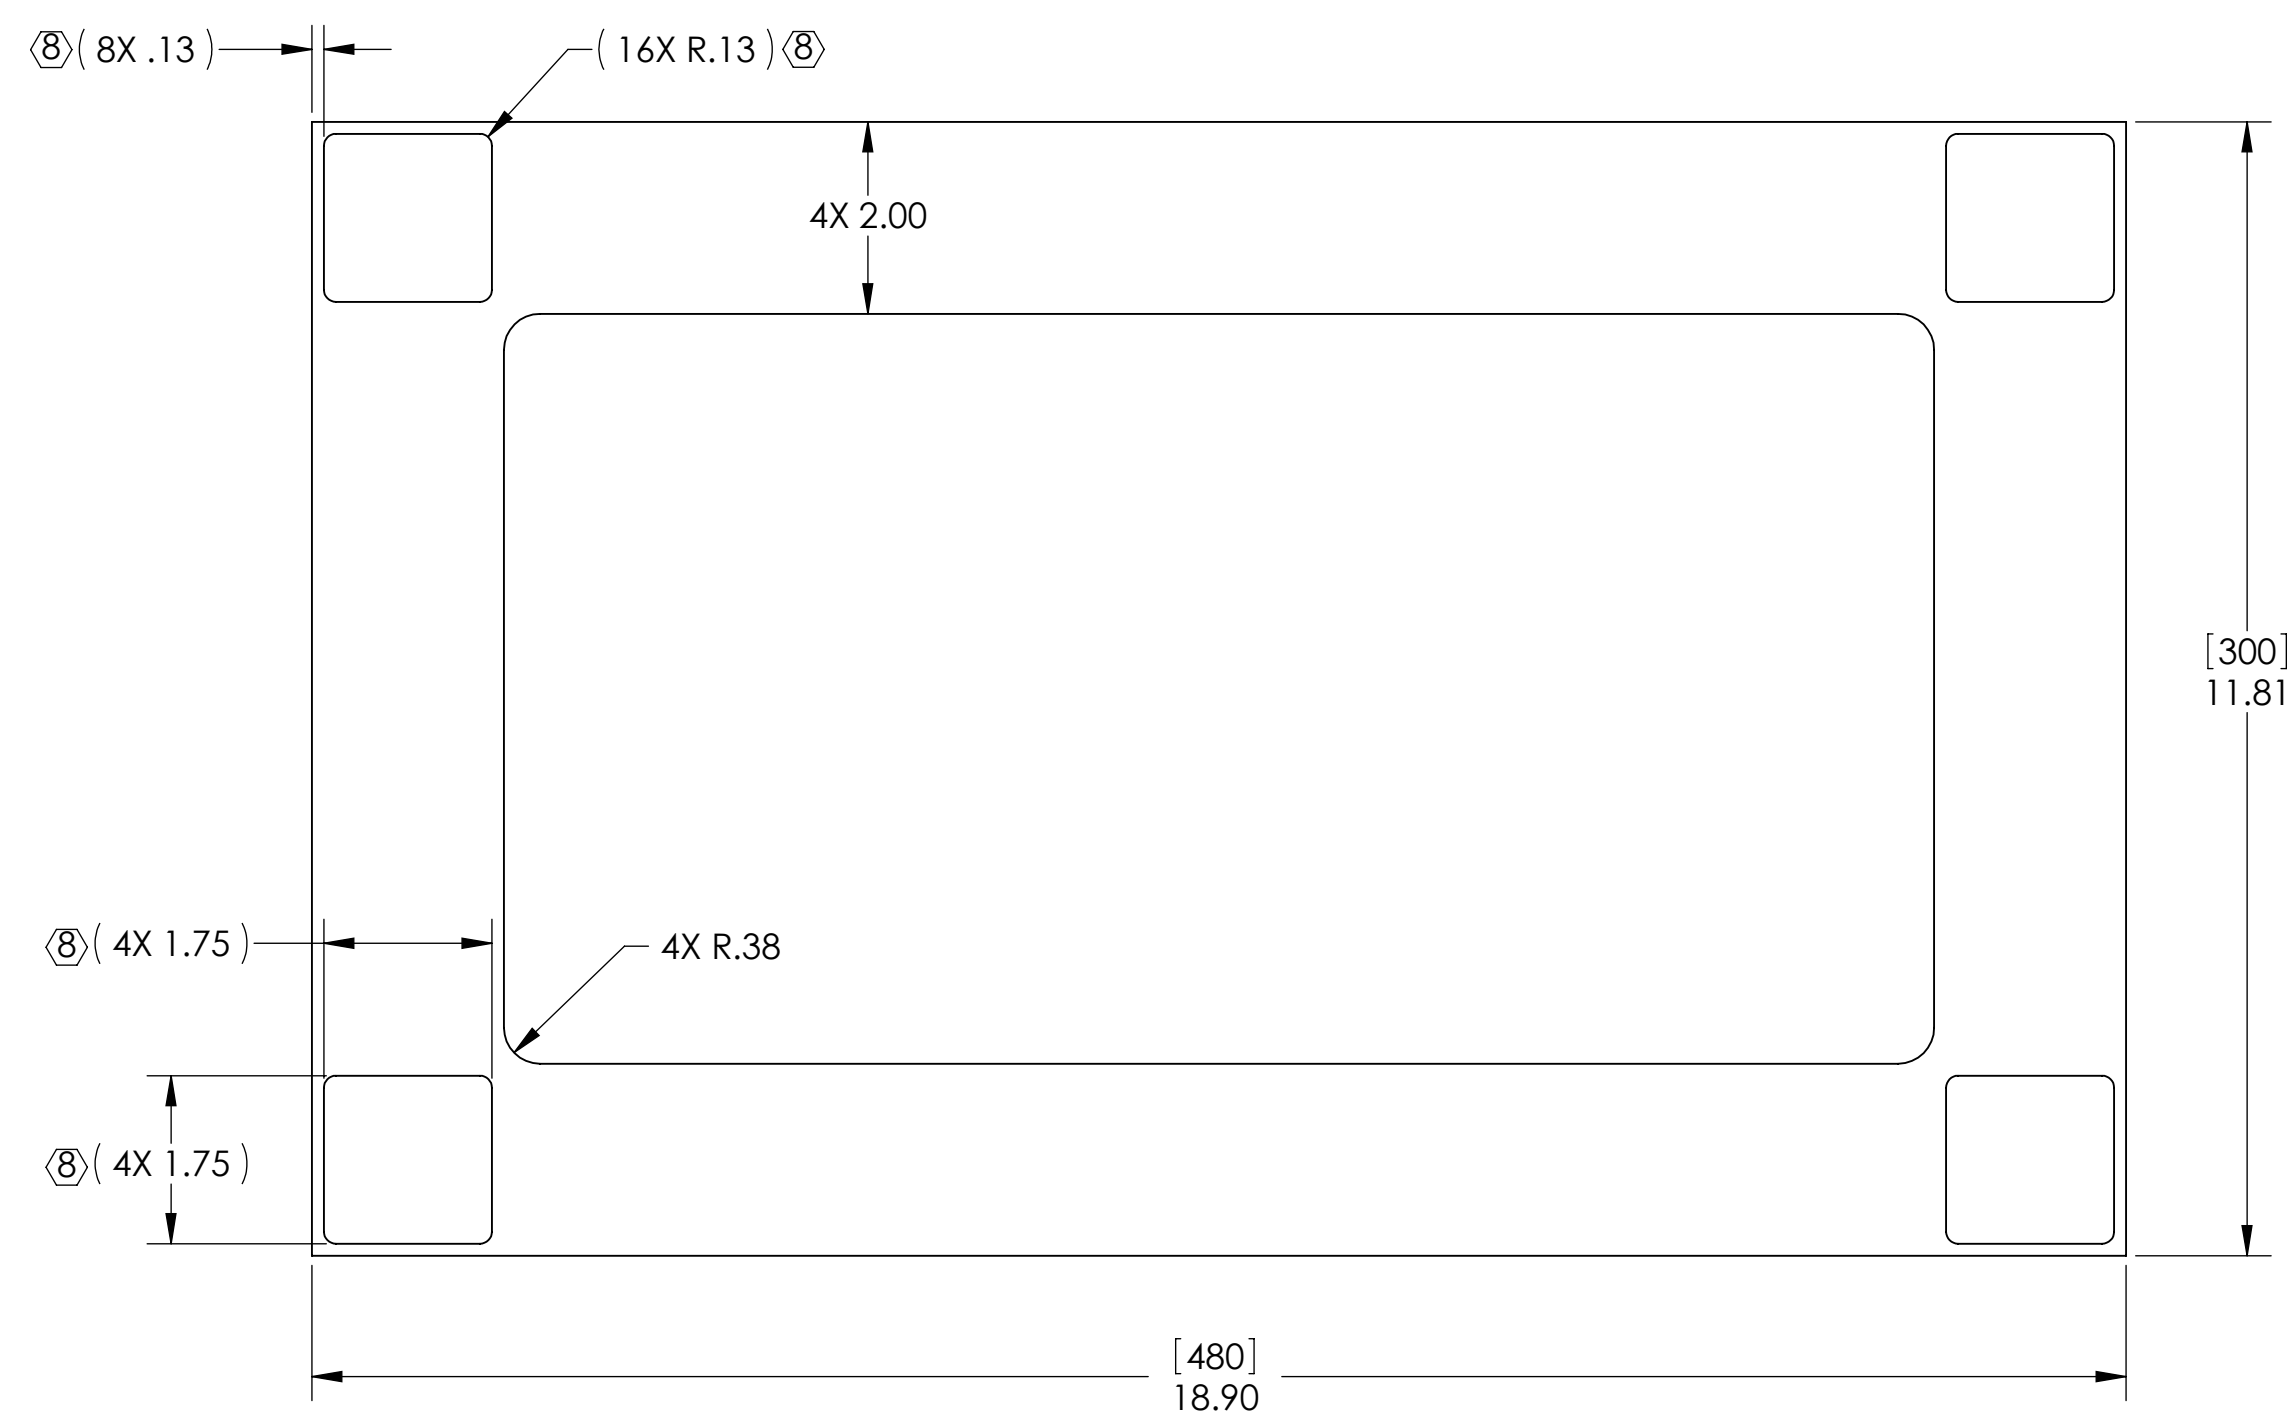 8 ( 8X .13 )
( 16X R.13 ) 8
4X 2.00
[300]
11.81
8 ( 4X 1.75 )
4X R.38
8 ( 4X 1.75 )
[480]
18.90